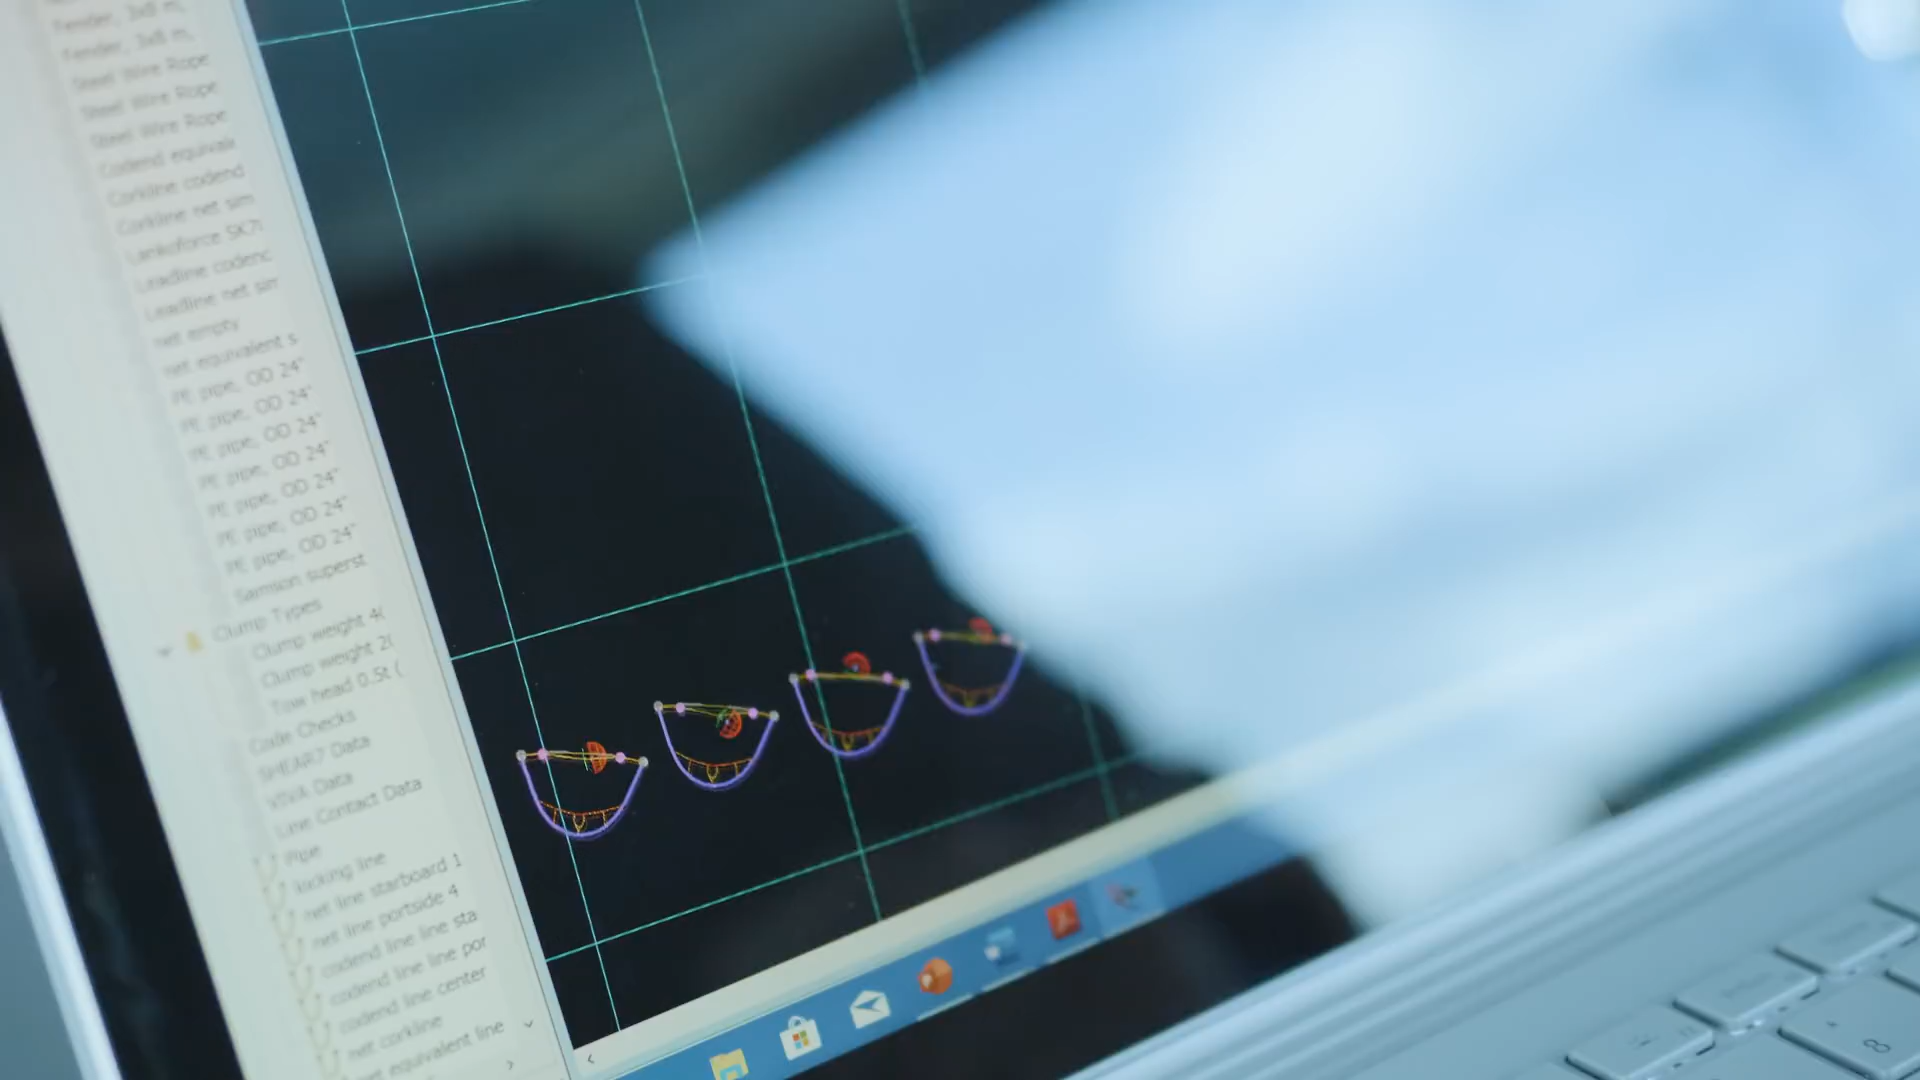 Fender, 3x8 m,
Fender, 3x8 m,
Steel Wire Rope
Steel Wire Rope
Steel Wire Rope
Codend equivale
Corkline codend
Corkline net sim
Lankoforce SK7
Leadline codenc
Leadline net sim
net empty
net equivalent s
PE pipe, OD 24"
PE pipe, OD 24"
PE pipe, OD 24"
PE pipe, OD 24"
PE pipe, OD 24"
PE pipe, OD 24"
PE pipe, OD 24"
Samson superst
Clump Types
Clump weight 4(
Clump weight 2(
Tow head 0.5t (
Code Checks
SHEAR7 Data
VIVA Data
Line Contact Data
Pipe
locking line
net line starboard 1
net line portside 4
codend line line sta
codend line line por
codend line center
net corkline
net equivalent line
8